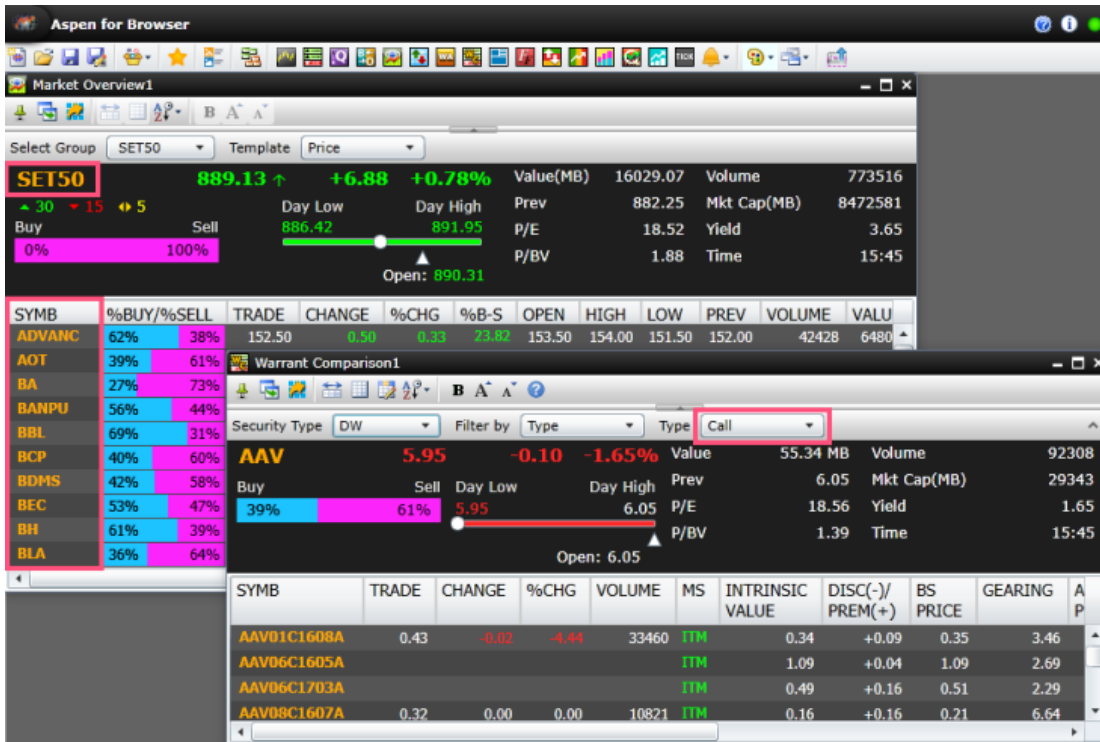 Aspen for Browser
Market Overview1
B A A
Select Group SET50 Template Price
SET50 889.13 ↑ +6.88 +0.78% Value(MB) 16029.07 Volume 773516
30 15 5 Day Low Day High Prev 882.25 Mkt Cap(MB) 8472581
Buy Sell 886.42 891.95 P/E 18.52 Yield 3.65
0% 100% P/BV 1.88 Time 15:45
Open: 890.31
SYMB %BUY/%SELL TRADE CHANGE %CHG %B-S OPEN HIGH LOW PREV VOLUME VALU
ADVANC 62% 38% 152.50 0.50 0.33 23.82 153.50 154.00 151.50 152.00 42428 6480
AOT 39% 61%
BA 27% 73%
BANPU 56% 44%
BBL 69% 31%
BCP 40% 60%
BDMS 42% 58%
BEC 53% 47%
BH 61% 39%
BLA 36% 64%
Warrant Comparison1
B A A
Security Type DW Filter by Type Type Call
AAV 5.95 -0.10 -1.65% Value 55.34 MB Volume 92308
Buy Sell Day Low Day High Prev 6.05 Mkt Cap(MB) 29343
39% 61% 5.95 6.05 P/E 18.56 Yield 1.65
P/BV 1.39 Time 15:45
Open: 6.05
SYMB TRADE CHANGE %CHG VOLUME MS INTRINSIC VALUE DISC(-)/ PREM(+) BS PRICE GEARING A P
AAV01C1608A 0.43 -0.02 -4.44 33460 ITM 0.34 +0.09 0.35 3.46
AAV06C1605A ITM 1.09 +0.04 1.09 2.69
AAV06C1703A ITM 0.49 +0.16 0.51 2.29
AAV08C1607A 0.32 0.00 0.00 10821 ITM 0.16 +0.16 0.21 6.64